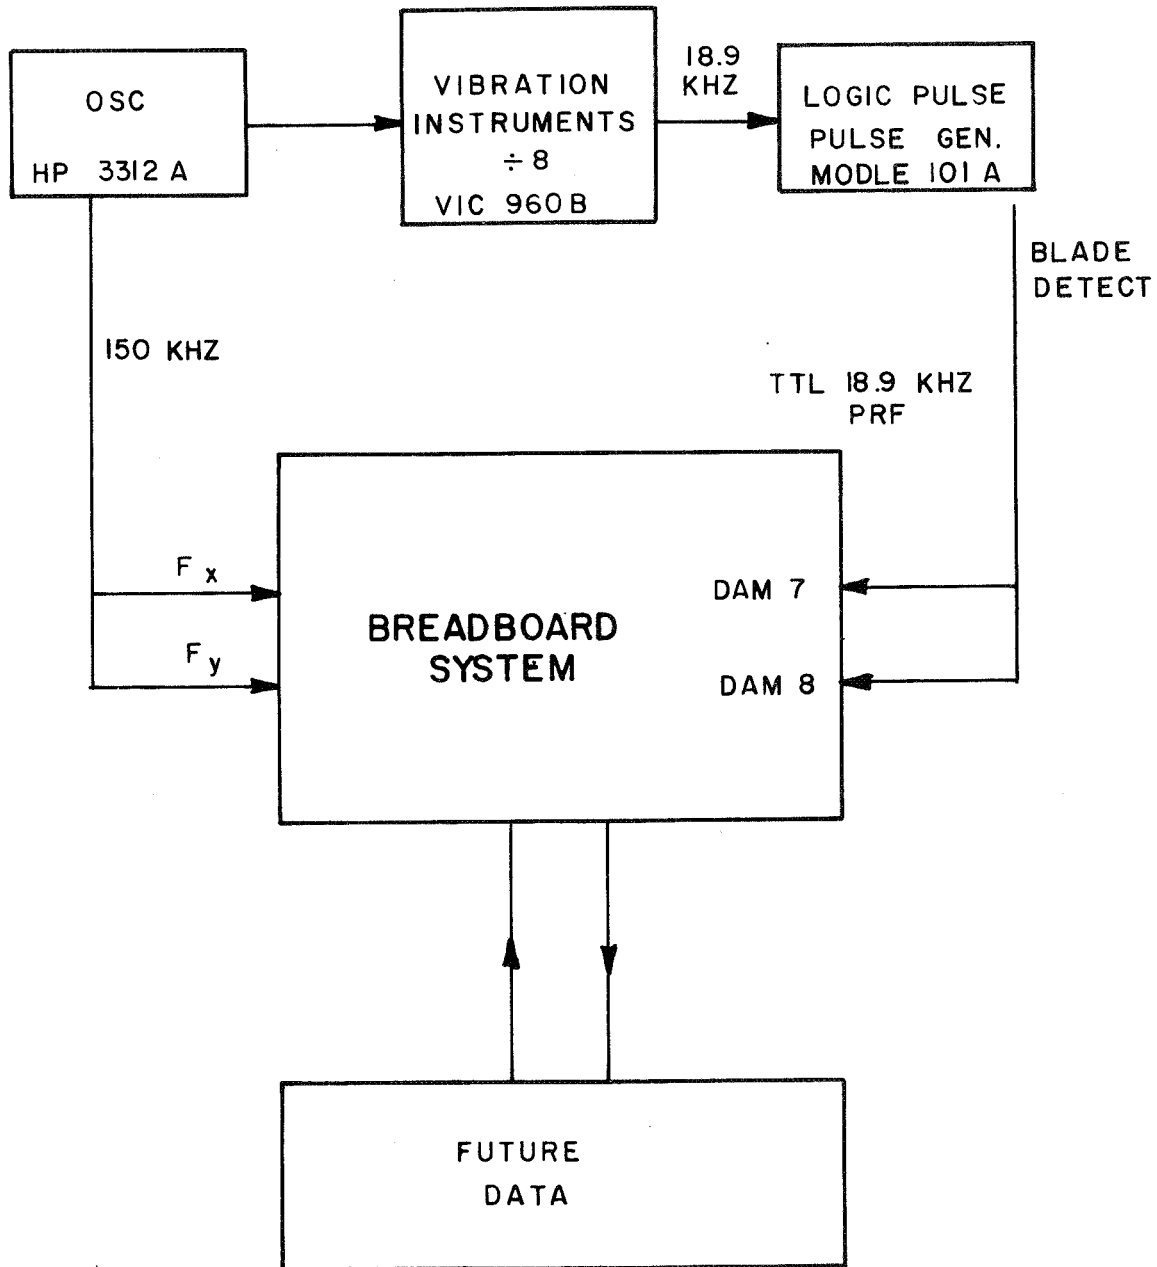 OSC
HP 3312 A
VIBRATION
INSTRUMENTS
÷ 8
VIC 960 B
18.9
KHZ
LOGIC PULSE
PULSE GEN.
MODLE 101 A
BLADE
DETECT
150 KHZ
TTL 18.9 KHZ
PRF
F x
F y
BREADBOARD
SYSTEM
DAM 7
DAM 8
FUTURE
DATA